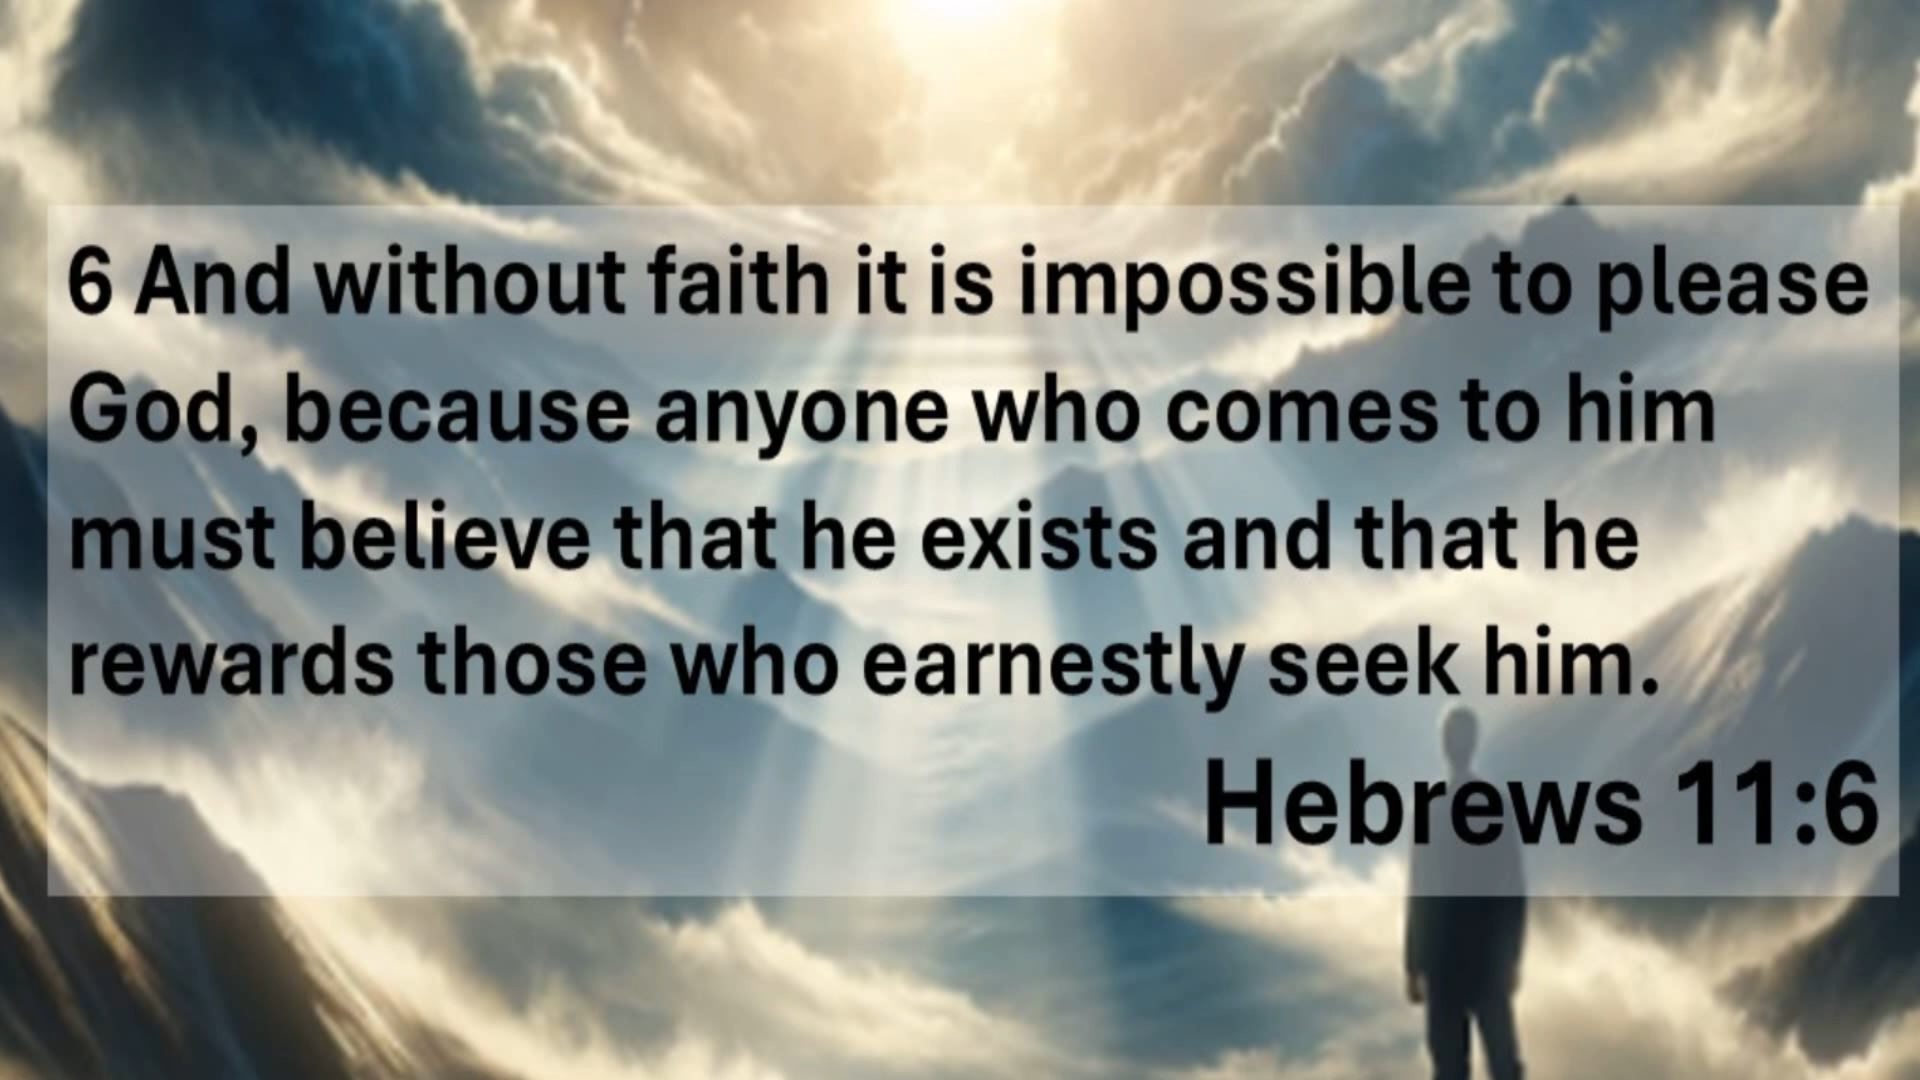 6 And without faith it is impossible to please
God, because anyone who comes to him
must believe that he exists and that he
rewards those who earnestly seek him.
Hebrews 11:6